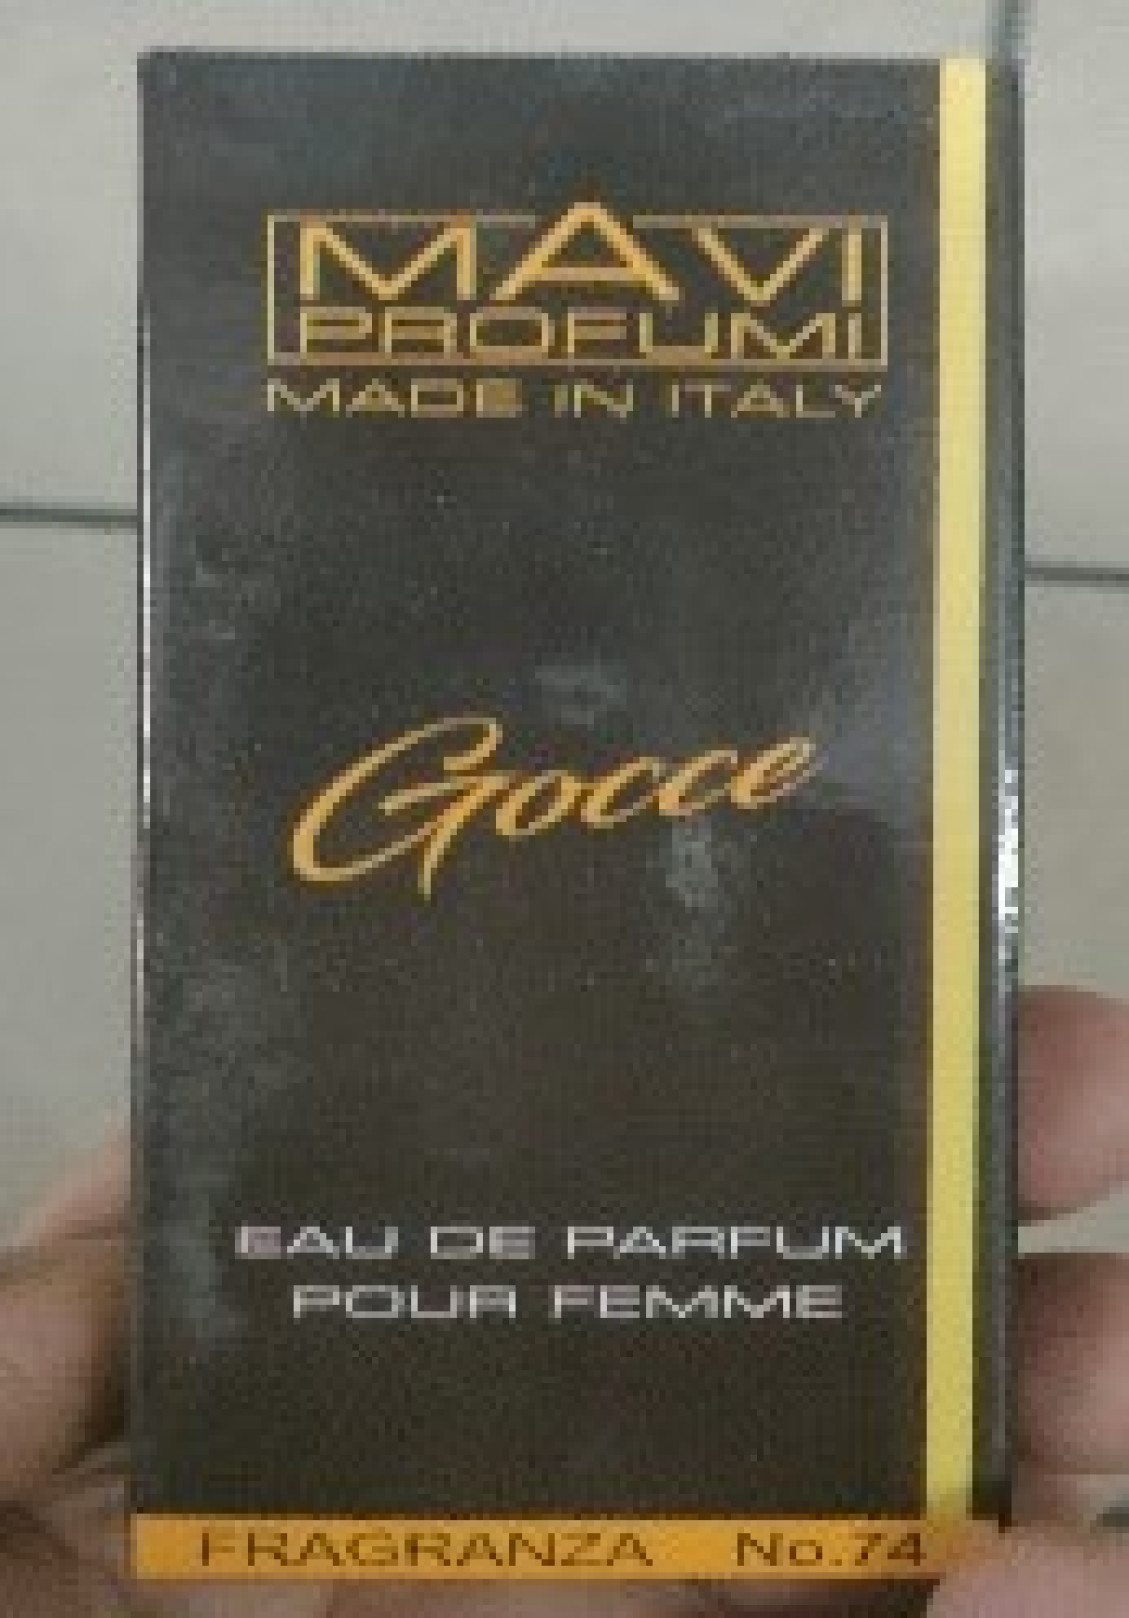 MAVI
PROFUMI
MADE IN ITALY
Gocce
EAU DE PARFUM
POUR FEMME
FRAGRANZA No.74